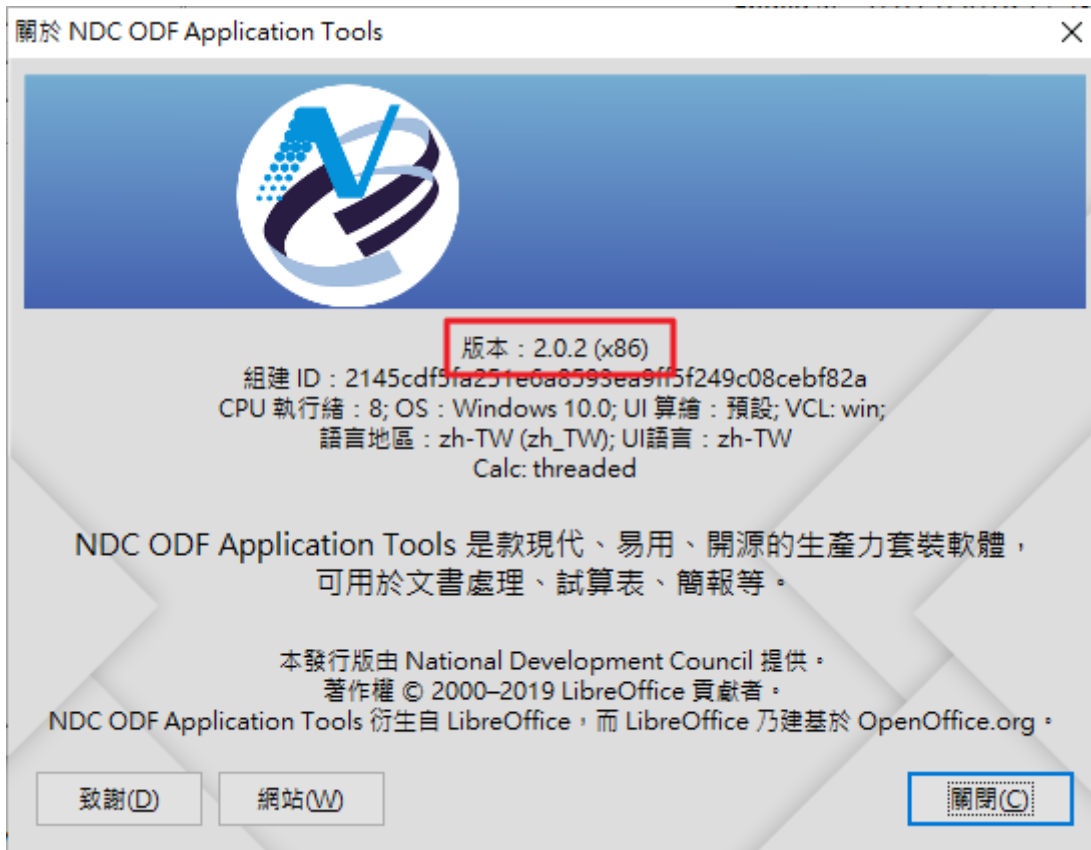 關於 NDC ODF Application Tools
版本：2.0.2 (x86)
組建 ID：2145cdf5fa251e6a8593ea9ff5f249c08cebf82a
CPU 執行緒：8; OS：Windows 10.0; UI 算繪：預設; VCL: win;
語言地區：zh-TW (zh_TW); UI語言：zh-TW
Calc: threaded
NDC ODF Application Tools 是款現代、易用、開源的生產力套裝軟體，
可用於文書處理、試算表、簡報等。
本發行版由 National Development Council 提供。
著作權 © 2000–2019 LibreOffice 貢獻者。
NDC ODF Application Tools 衍生自 LibreOffice，而 LibreOffice 乃建基於 OpenOffice.org。
致謝(D)
網站(W)
關閉(C)